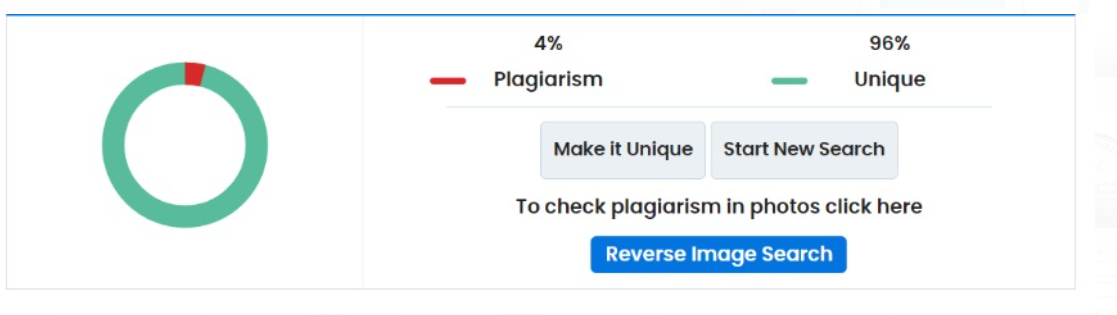 4% 96%
Plagiarism Unique
Make it Unique Start New Search
To check plagiarism in photos click here
Reverse Image Search